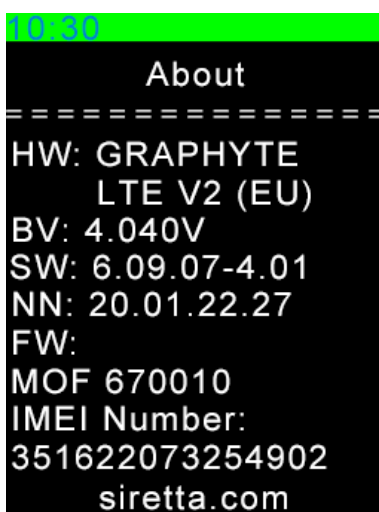 10:30
About
===============
HW: GRAPHYTE
LTE V2 (EU)
BV: 4.040V
SW: 6.09.07-4.01
NN: 20.01.22.27
FW:
MOF 670010
IMEI Number:
351622073254902
siretta.com